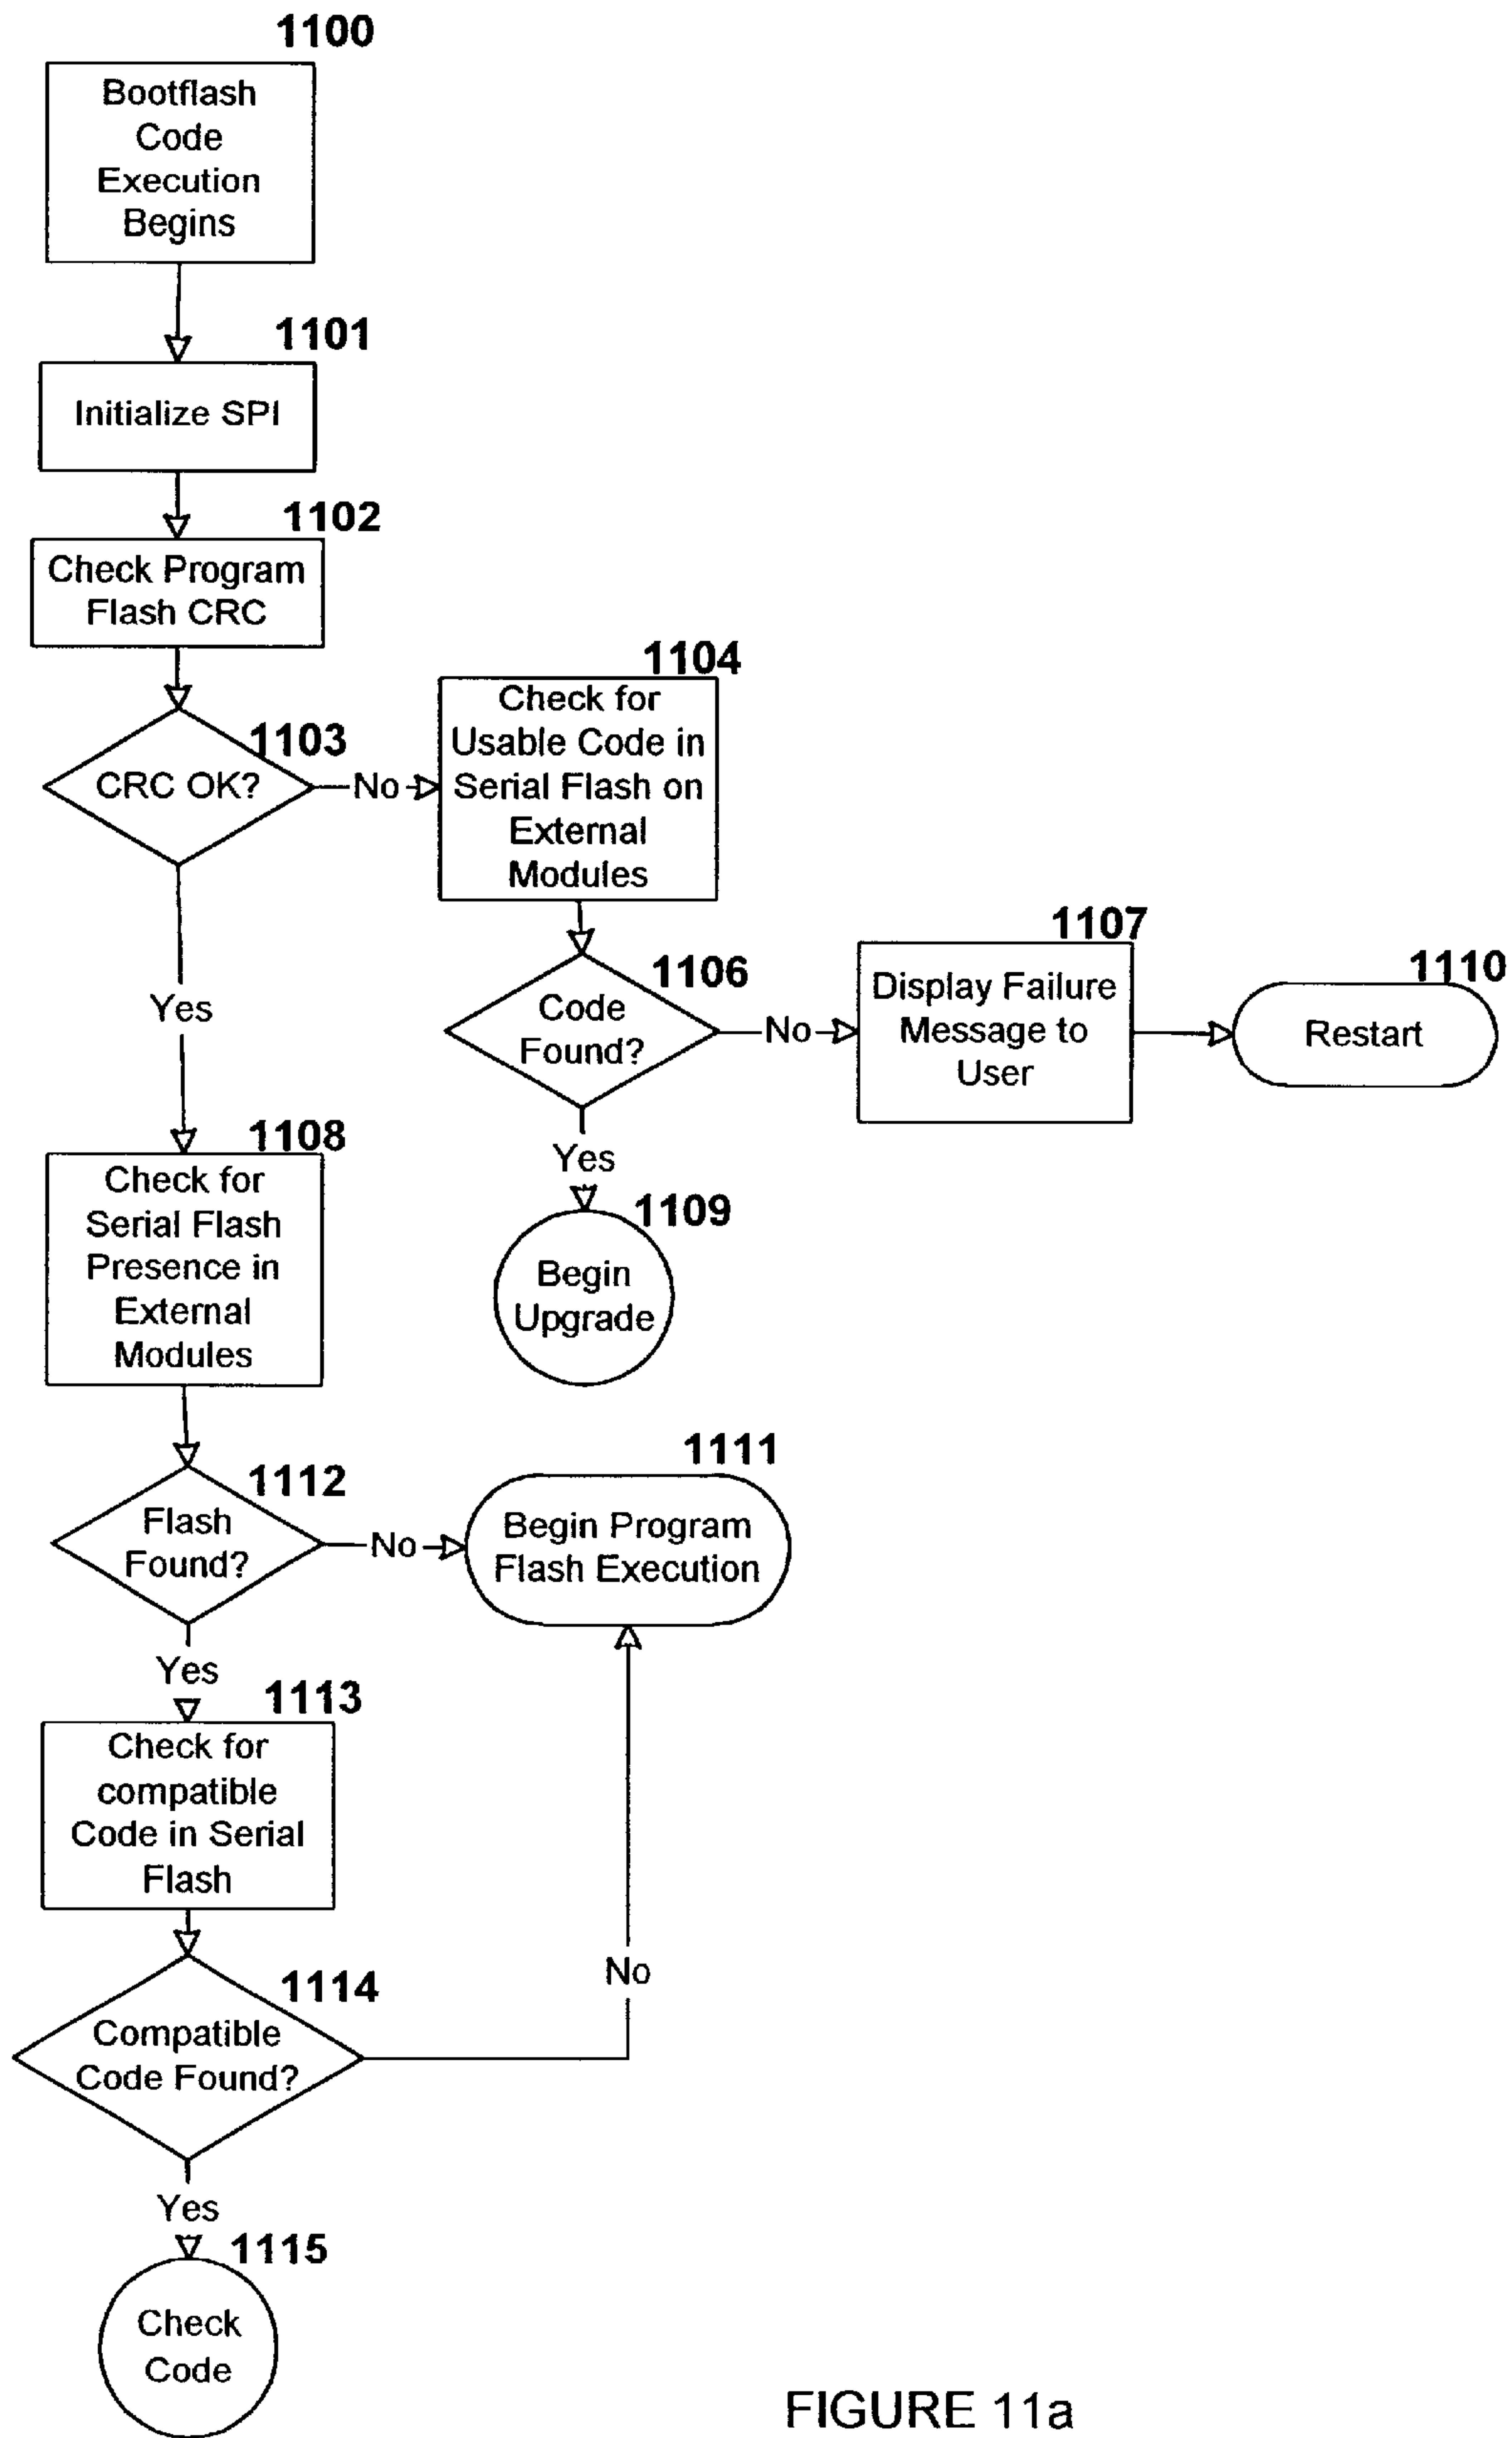 1100
Bootflash
Code
Execution
Begins
1101
Initialize SPI
1102
Check Program
Flash CRC
1103
CRC OK?
No
Yes
1104
Check for
Usable Code in
Serial Flash on
External
Modules
1106
Code
Found?
No
Yes
1107
Display Failure
Message to
User
1110
Restart
1109
Begin
Upgrade
1108
Check for
Serial Flash
Presence in
External
Modules
1112
Flash
Found?
No
Yes
1111
Begin Program
Flash Execution
1113
Check for
compatible
Code in Serial
Flash
1114
Compatible
Code Found?
No
Yes
1115
Check
Code
FIGURE 11a